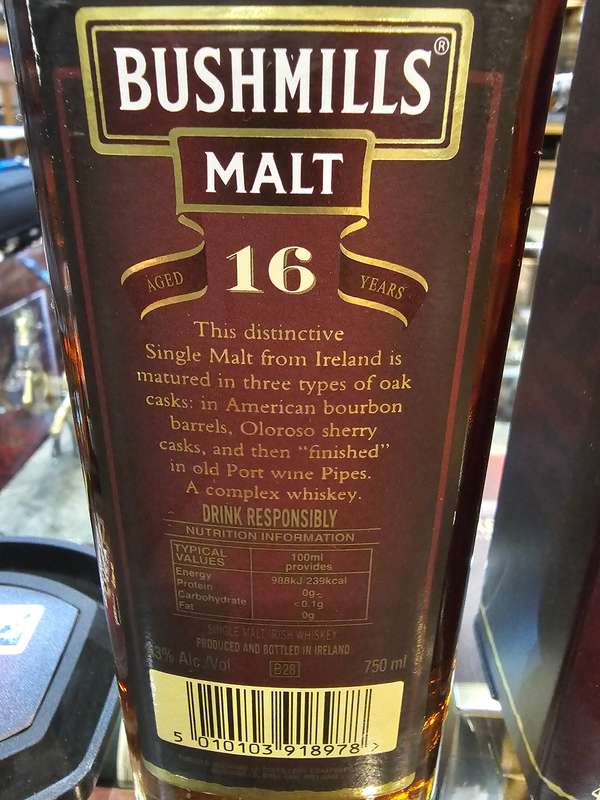 BUSHMILLS®
MALT
AGED 16 YEARS
This distinctive
Single Malt from Ireland is
matured in three types of oak
casks: in American bourbon
barrels, Oloroso sherry
casks, and then “finished”
in old Port wine Pipes.
A complex whiskey.
DRINK RESPONSIBLY
NUTRITION INFORMATION
TYPICAL VALUES 100ml provides
Energy 988kJ 239kcal
Protein 0g
Carbohydrate <0.1g
Fat 0g
SINGLE MALT IRISH WHISKEY
PRODUCED AND BOTTLED IN IRELAND
3% Alc./Vol B28 750 ml
5 010103 918978 >